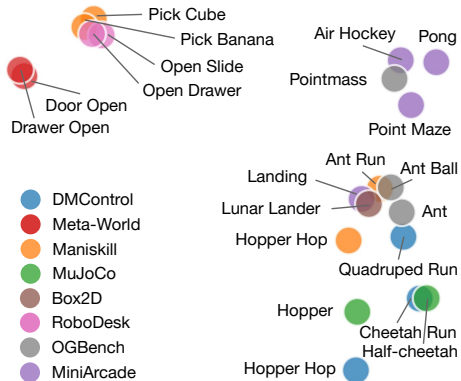 Pick Cube
Pick Banana
Open Slide
Open Drawer
Door Open
Drawer Open
Air Hockey
Pong
Pointmass
Point Maze
Ant Run
Ant Ball
Landing
Lunar Lander
Ant
Hopper Hop
Quadruped Run
Hopper
Cheetah Run
Half-cheetah
Hopper Hop
DMControl
Meta-World
Maniskill
MuJoCo
Box2D
RoboDesk
OGBench
MiniArcade